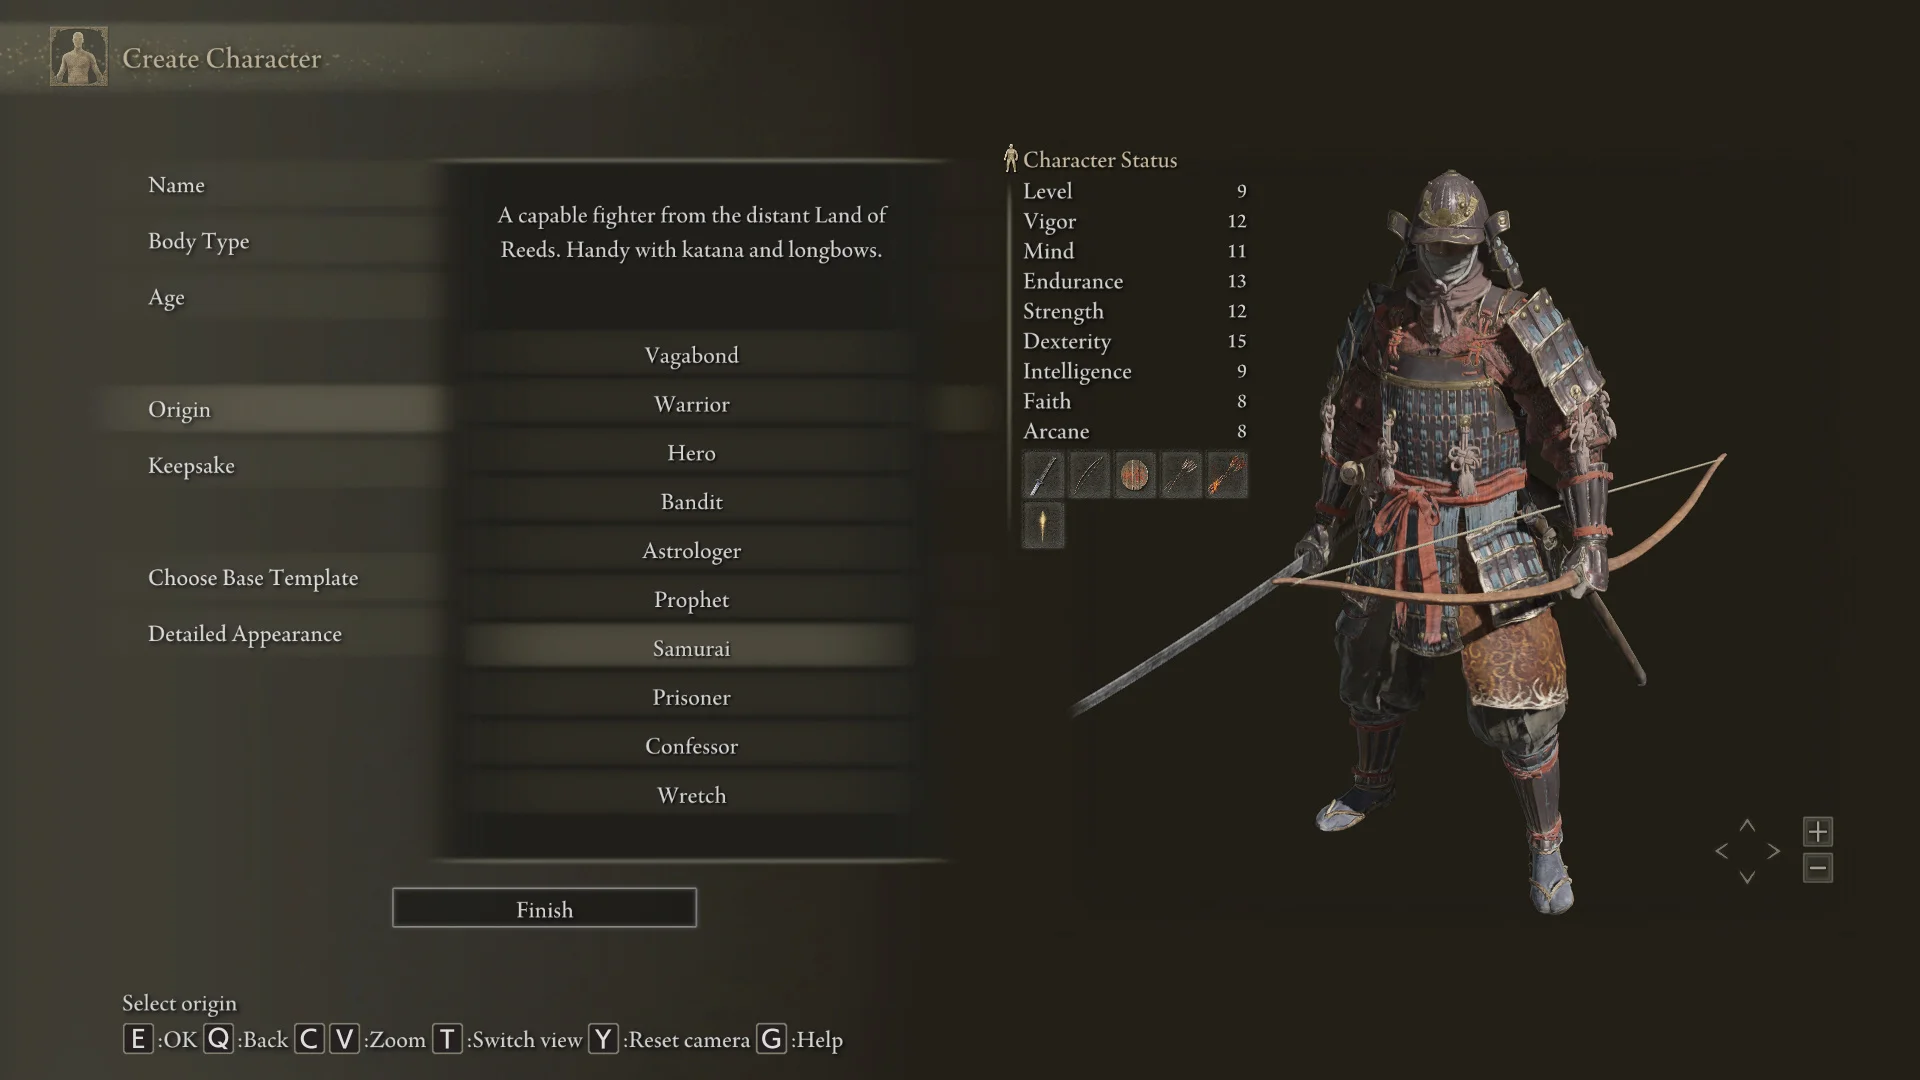 Create Character
Name
Body Type
Age
Origin
Keepsake
Choose Base Template
Detailed Appearance
A capable fighter from the distant Land of
Reeds. Handy with katana and longbows.
Vagabond
Warrior
Hero
Bandit
Astrologer
Prophet
Samurai
Prisoner
Confessor
Wretch
Finish
Character Status
Level 9
Vigor 12
Mind 11
Endurance 13
Strength 12
Dexterity 15
Intelligence 9
Faith 8
Arcane 8
Select origin
E :OK Q :Back C V :Zoom T :Switch view Y :Reset camera G :Help